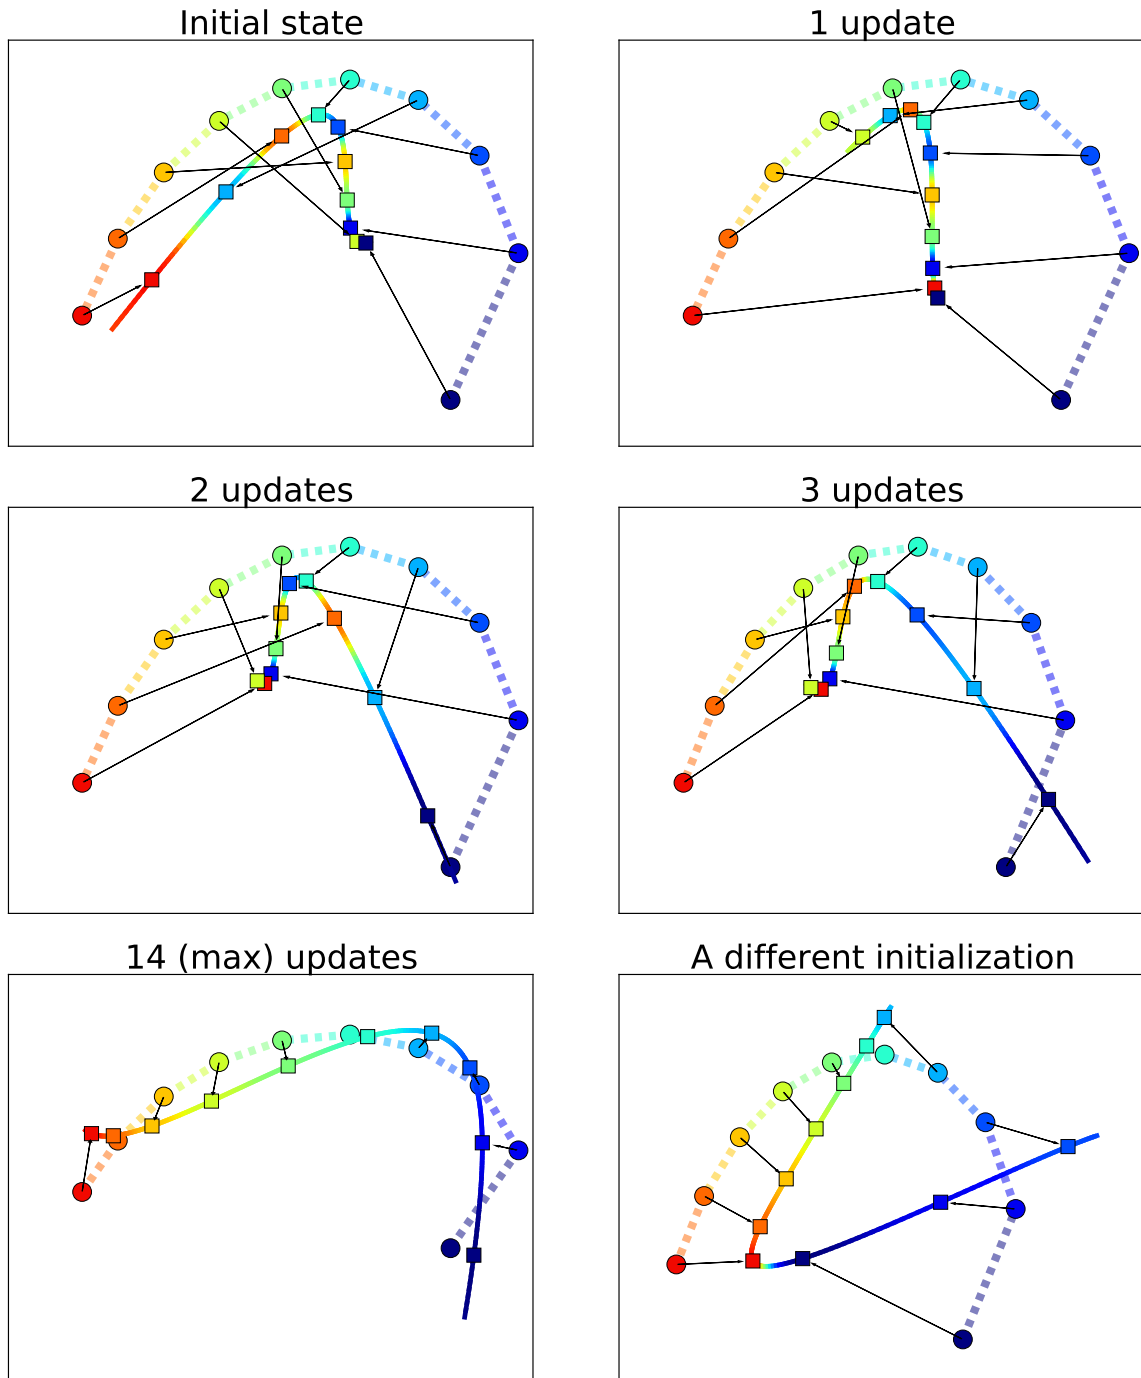 Initial state
1 update
2 updates
3 updates
14 (max) updates
A different initialization